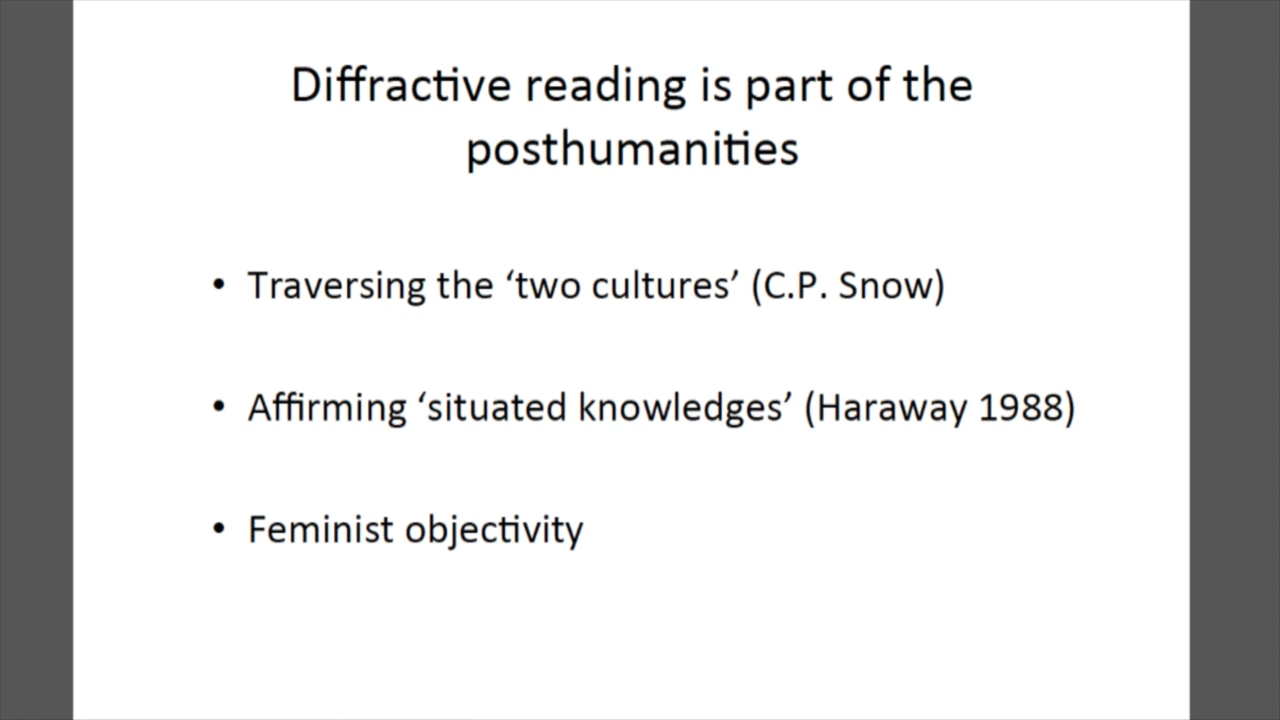 Diffractive reading is part of the
posthumanities
• Traversing the ‘two cultures’ (C.P. Snow)
• Affirming ‘situated knowledges’ (Haraway 1988)
• Feminist objectivity